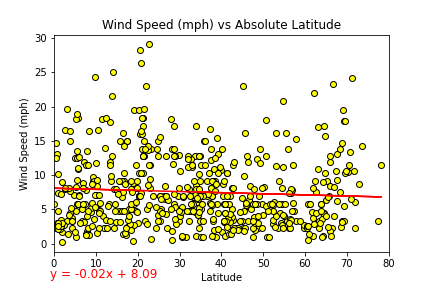 Wind Speed (mph) vs Absolute Latitude
30
25
20
15
10
5
0
Wind Speed (mph)
0 10 20 30 40 50 60 70 80
Latitude
y = -0.02x + 8.09